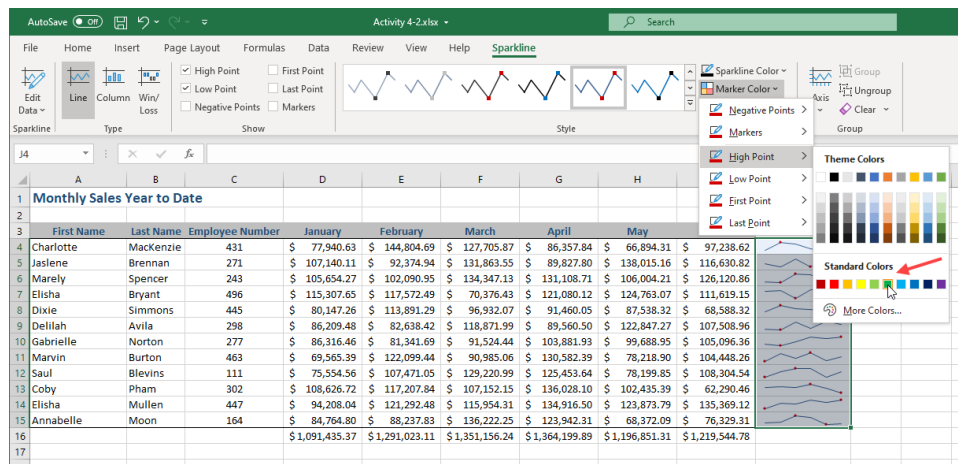 AutoSave Off Activity 4-2.xlsx Search
File Home Insert Page Layout Formulas Data Review View Help Sparkline
High Point First Point Sparkline Color Group
Low Point Last Point Marker Color Ungroup
Edit Data Line Column Win/Loss Negative Points Markers Axis Clear
Sparkline Type Show Style Group
Negative Points
Markers
High Point
Low Point
First Point
Last Point
Theme Colors
Standard Colors
More Colors...
J4 fx
A B C D E F G H
1 Monthly Sales Year to Date
2
3 First Name Last Name Employee Number January February March April May
4 Charlotte MacKenzie 431 $ 77,940.63 $ 144,804.69 $ 127,705.87 $ 86,357.84 $ 66,894.31 $ 97,238.62
5 Jaslene Brennan 271 $ 107,140.11 $ 92,374.94 $ 131,863.55 $ 89,827.80 $ 138,015.16 $ 116,630.82
6 Marely Spencer 243 $ 105,654.27 $ 102,090.95 $ 134,347.13 $ 131,108.71 $ 106,004.21 $ 126,120.86
7 Elisha Bryant 496 $ 115,307.65 $ 117,572.49 $ 70,376.43 $ 121,080.12 $ 124,763.07 $ 111,619.15
8 Dixie Simmons 445 $ 80,147.26 $ 113,891.29 $ 96,932.07 $ 91,460.05 $ 87,538.32 $ 68,588.32
9 Delilah Avila 298 $ 86,209.48 $ 82,638.42 $ 118,871.99 $ 89,560.50 $ 122,847.27 $ 107,508.96
10 Gabrielle Norton 277 $ 86,316.46 $ 81,341.69 $ 91,524.44 $ 103,881.93 $ 99,688.95 $ 105,096.36
11 Marvin Burton 463 $ 69,565.39 $ 122,099.44 $ 90,985.06 $ 130,582.39 $ 78,218.90 $ 104,448.26
12 Saul Blevins 111 $ 75,554.56 $ 107,471.05 $ 129,220.99 $ 125,453.64 $ 78,199.85 $ 108,304.54
13 Coby Pham 302 $ 108,626.72 $ 117,207.84 $ 107,152.15 $ 136,028.10 $ 102,435.39 $ 62,290.46
14 Elisha Mullen 447 $ 94,208.04 $ 121,292.48 $ 115,954.31 $ 134,916.50 $ 123,873.79 $ 135,369.12
15 Annabelle Moon 164 $ 84,764.80 $ 88,237.83 $ 136,222.25 $ 123,942.31 $ 68,372.09 $ 76,329.31
16 $1,091,435.37 $1,291,023.11 $1,351,156.24 $1,364,199.89 $1,196,851.31 $1,219,544.78
17